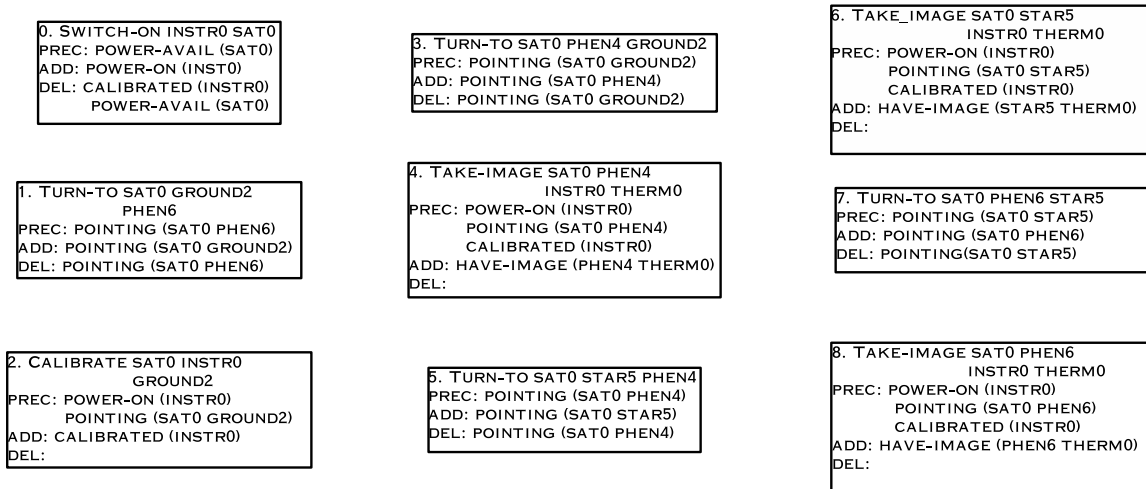 0. SWITCH-ON INSTR0 SAT0
PREC: POWER-AVAIL (SAT0)
ADD: POWER-ON (INST0)
DEL: CALIBRATED (INSTR0)
POWER-AVAIL (SAT0)
1. TURN-TO SAT0 GROUND2
PHEN6
PREC: POINTING (SAT0 PHEN6)
ADD: POINTING (SAT0 GROUND2)
DEL: POINTING (SAT0 PHEN6)
2. CALIBRATE SAT0 INSTR0
GROUND2
PREC: POWER-ON (INSTR0)
POINTING (SAT0 GROUND2)
ADD: CALIBRATED (INSTR0)
DEL:
3. TURN-TO SAT0 PHEN4 GROUND2
PREC: POINTING (SAT0 GROUND2)
ADD: POINTING (SAT0 PHEN4)
DEL: POINTING (SAT0 GROUND2)
4. TAKE-IMAGE SAT0 PHEN4
INSTR0 THERM0
PREC: POWER-ON (INSTR0)
POINTING (SAT0 PHEN4)
CALIBRATED (INSTR0)
ADD: HAVE-IMAGE (PHEN4 THERM0)
DEL:
5. TURN-TO SAT0 STAR5 PHEN4
PREC: POINTING (SAT0 PHEN4)
ADD: POINTING (SAT0 STAR5)
DEL: POINTING (SAT0 PHEN4)
6. TAKE_IMAGE SAT0 STAR5
INSTR0 THERM0
PREC: POWER-ON (INSTR0)
POINTING (SAT0 STAR5)
CALIBRATED (INSTR0)
ADD: HAVE-IMAGE (STAR5 THERM0)
DEL:
7. TURN-TO SAT0 PHEN6 STAR5
PREC: POINTING (SAT0 STAR5)
ADD: POINTING (SAT0 PHEN6)
DEL: POINTING(SAT0 STAR5)
8. TAKE-IMAGE SAT0 PHEN6
INSTR0 THERM0
PREC: POWER-ON (INSTR0)
POINTING (SAT0 PHEN6)
CALIBRATED (INSTR0)
ADD: HAVE-IMAGE (PHEN6 THERM0)
DEL: